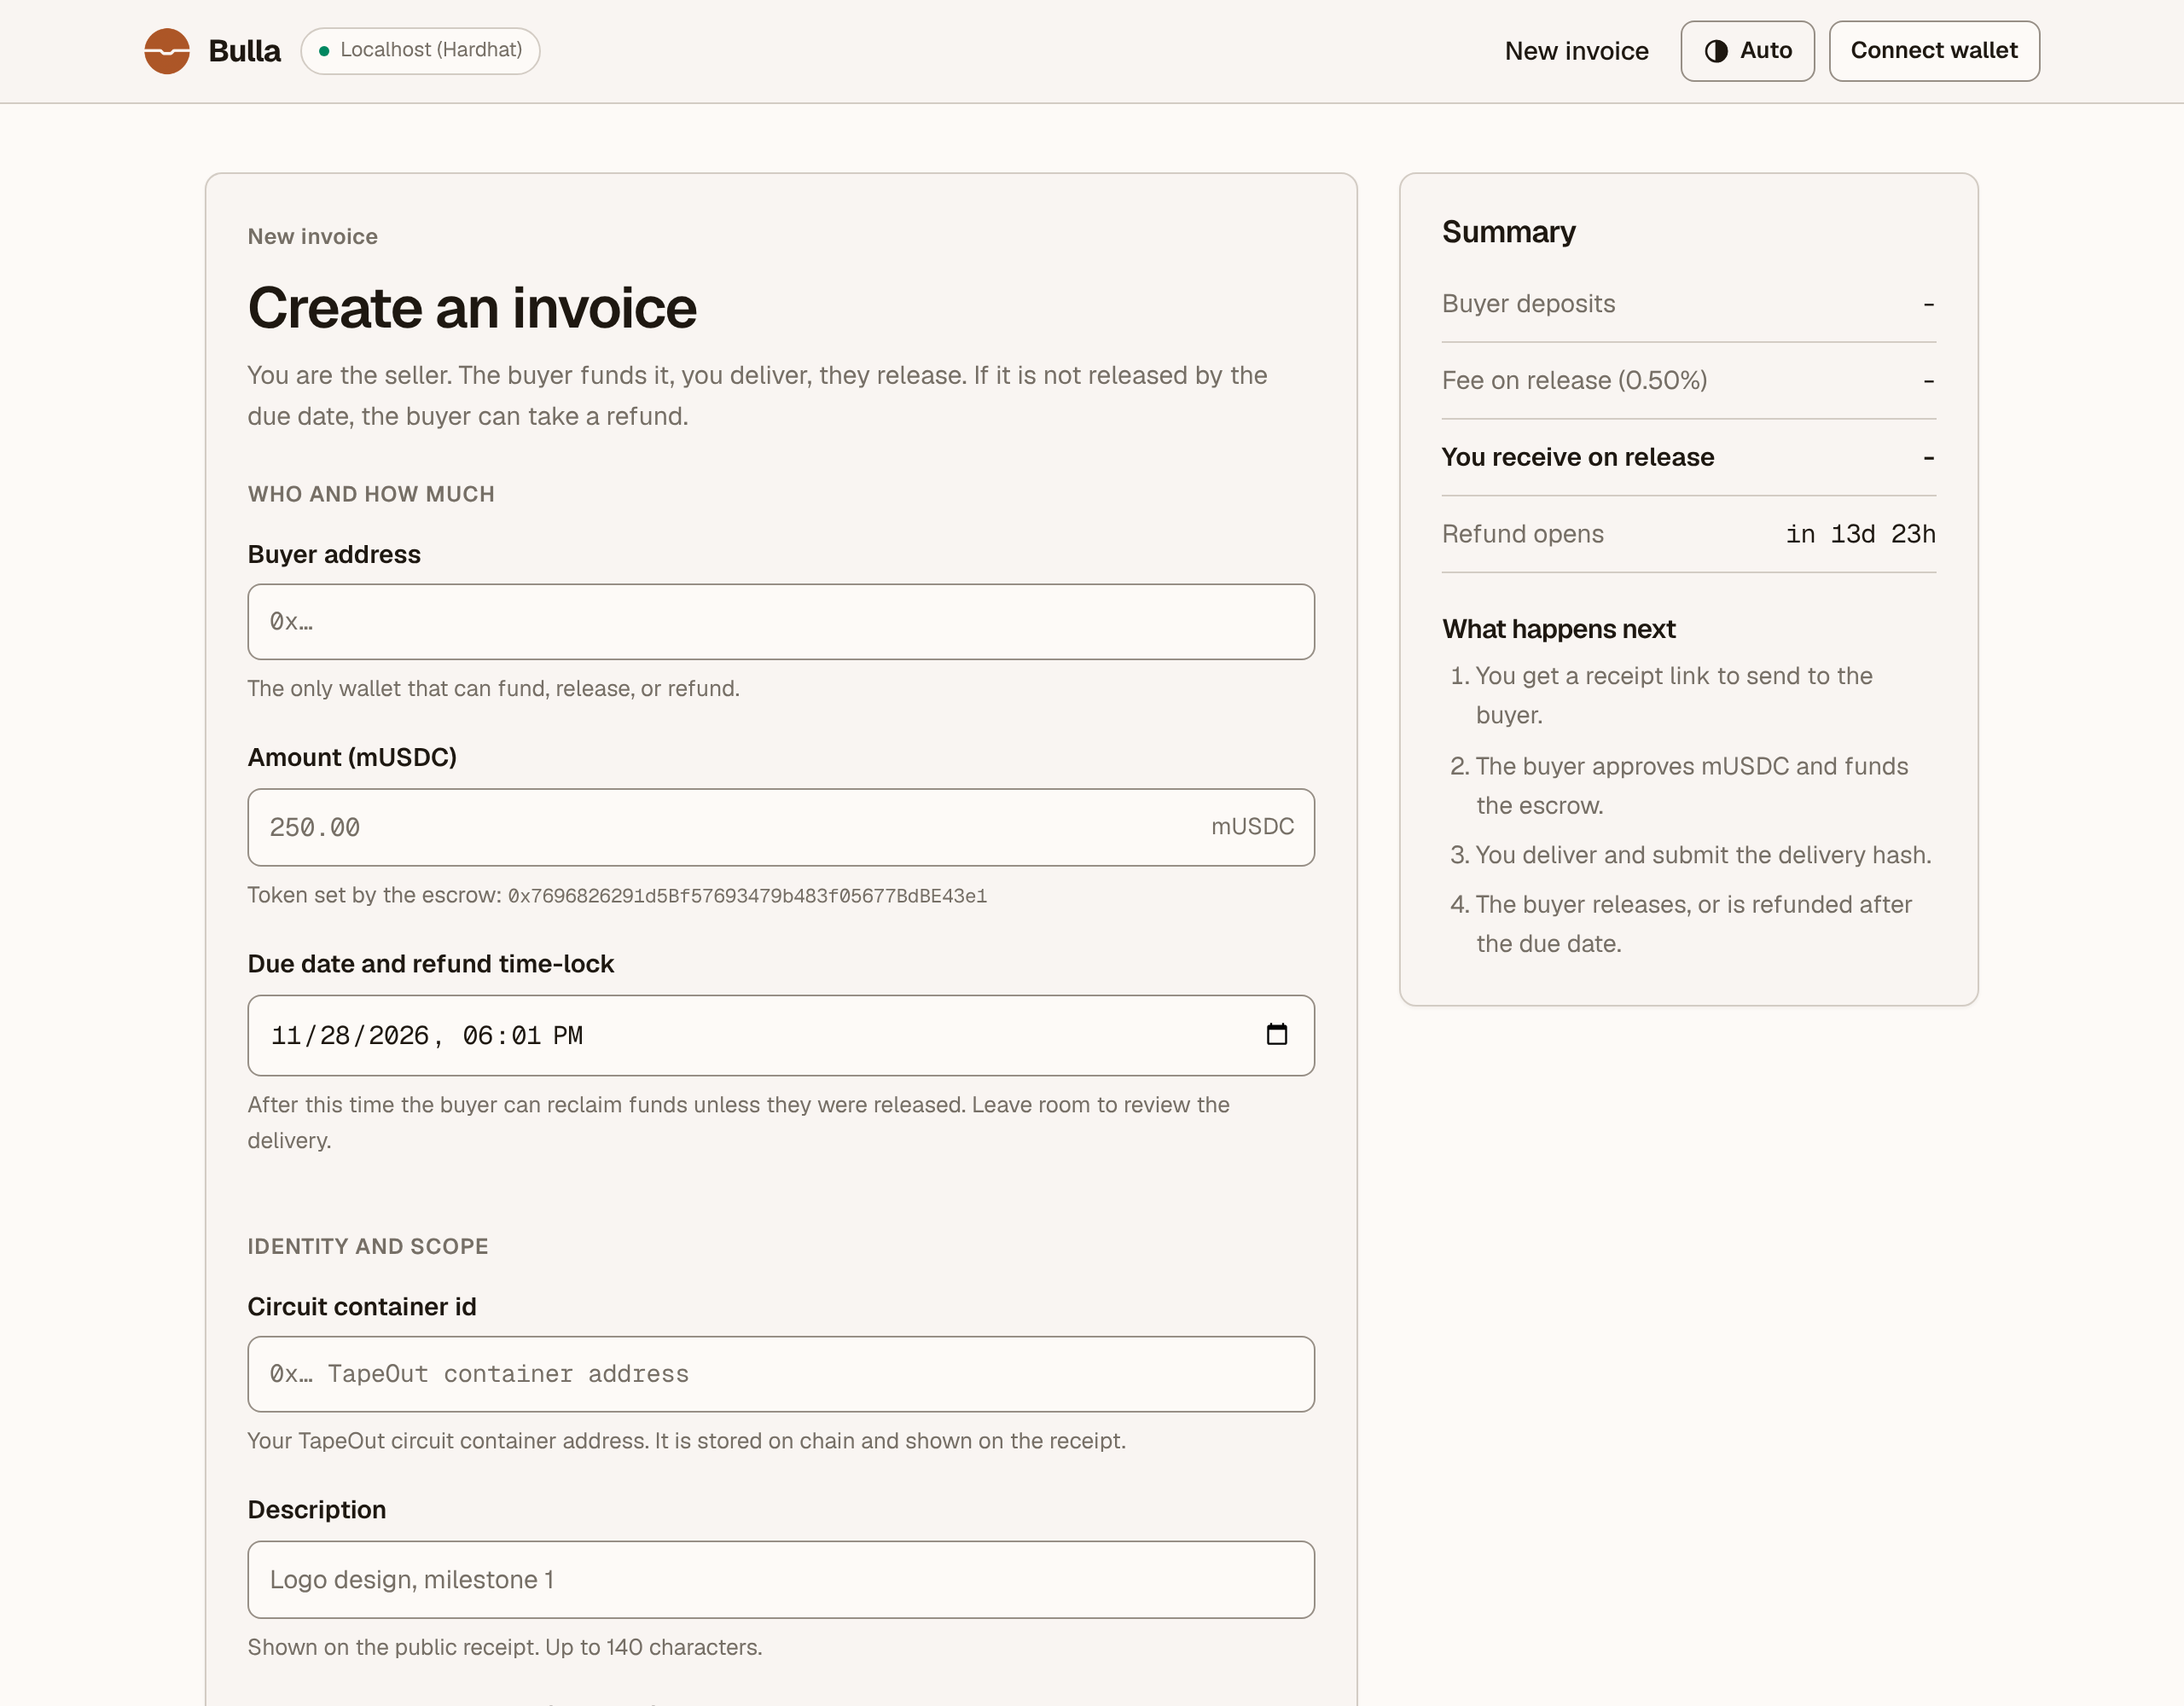 Bulla
Localhost (Hardhat)
New invoice
Auto
Connect wallet
New invoice
Create an invoice
You are the seller. The buyer funds it, you deliver, they release. If it is not released by the
due date, the buyer can take a refund.
WHO AND HOW MUCH
Buyer address
0x…
The only wallet that can fund, release, or refund.
Amount (mUSDC)
250.00
mUSDC
Token set by the escrow: 0x7696826291d5Bf57693479b483f05677BdBE43e1
Due date and refund time-lock
11/28/2026, 06:01 PM
After this time the buyer can reclaim funds unless they were released. Leave room to review the
delivery.
IDENTITY AND SCOPE
Circuit container id
0x… TapeOut container address
Your TapeOut circuit container address. It is stored on chain and shown on the receipt.
Description
Logo design, milestone 1
Shown on the public receipt. Up to 140 characters.
Summary
Buyer deposits -
Fee on release (0.50%) -
You receive on release -
Refund opens in 13d 23h
What happens next
1. You get a receipt link to send to the
buyer.
2. The buyer approves mUSDC and funds
the escrow.
3. You deliver and submit the delivery hash.
4. The buyer releases, or is refunded after
the due date.